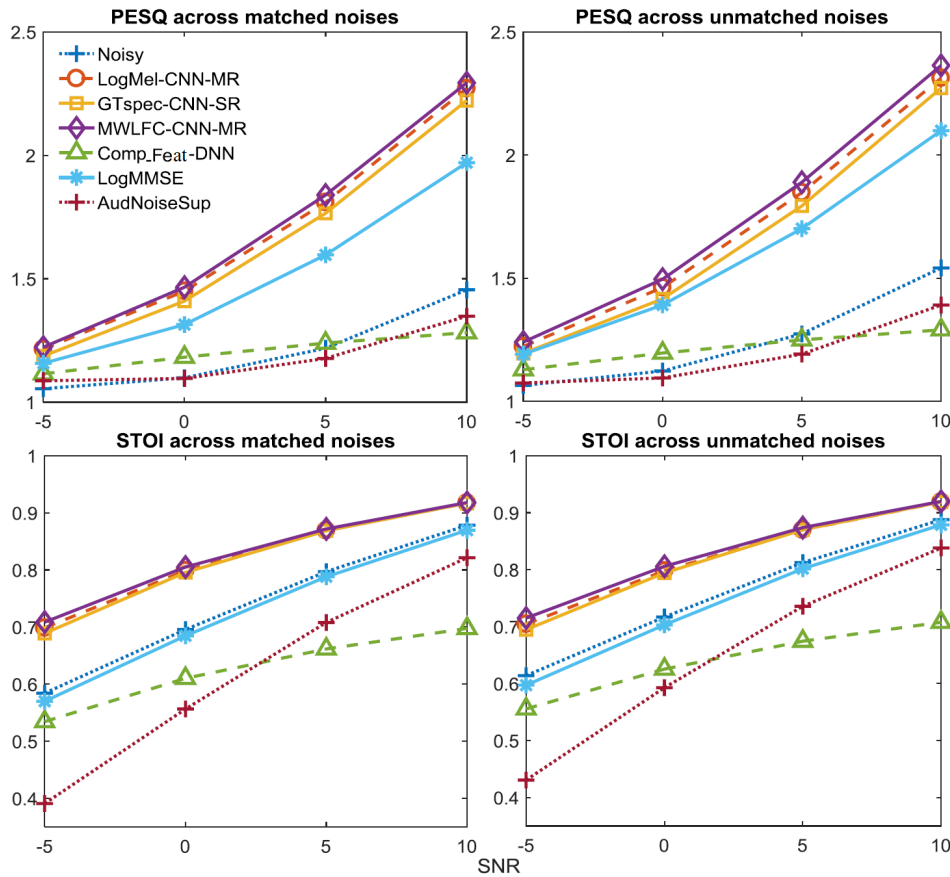 PESQ across matched noises
2.5
2
1.5
1
-5 0 5 10
Noisy
LogMel-CNN-MR
GTspec-CNN-SR
MWLFC-CNN-MR
Comp_Feat-DNN
LogMMSE
AudNoiseSup
PESQ across unmatched noises
2.5
2
1.5
1
-5 0 5 10
STOI across matched noises
1
0.9
0.8
0.7
0.6
0.5
0.4
-5 0 5 10
STOI across unmatched noises
1
0.9
0.8
0.7
0.6
0.5
0.4
-5 0 5 10
SNR